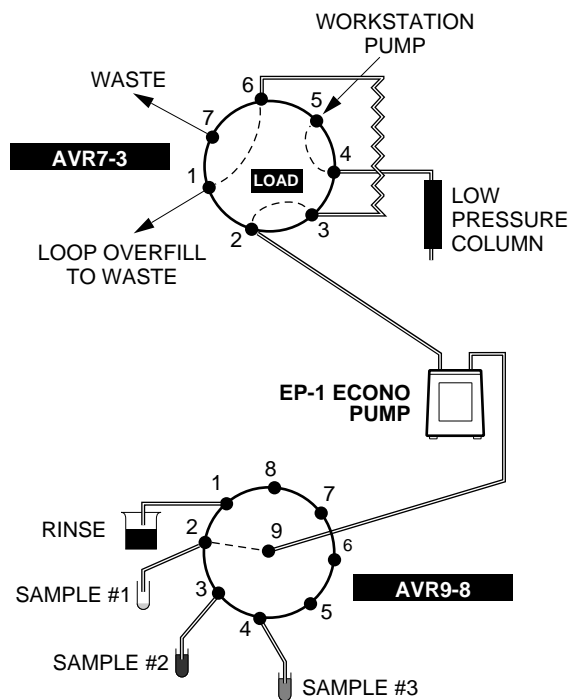 WORKSTATION
PUMP
WASTE
6
5
7
AVR7-3
4
1
LOAD
LOW
PRESSURE
COLUMN
2
3
LOOP OVERFILL
TO WASTE
EP-1 ECONO
PUMP
8
1
7
RINSE
2
9
6
SAMPLE #1
3
AVR9-8
5
4
SAMPLE #2
SAMPLE #3